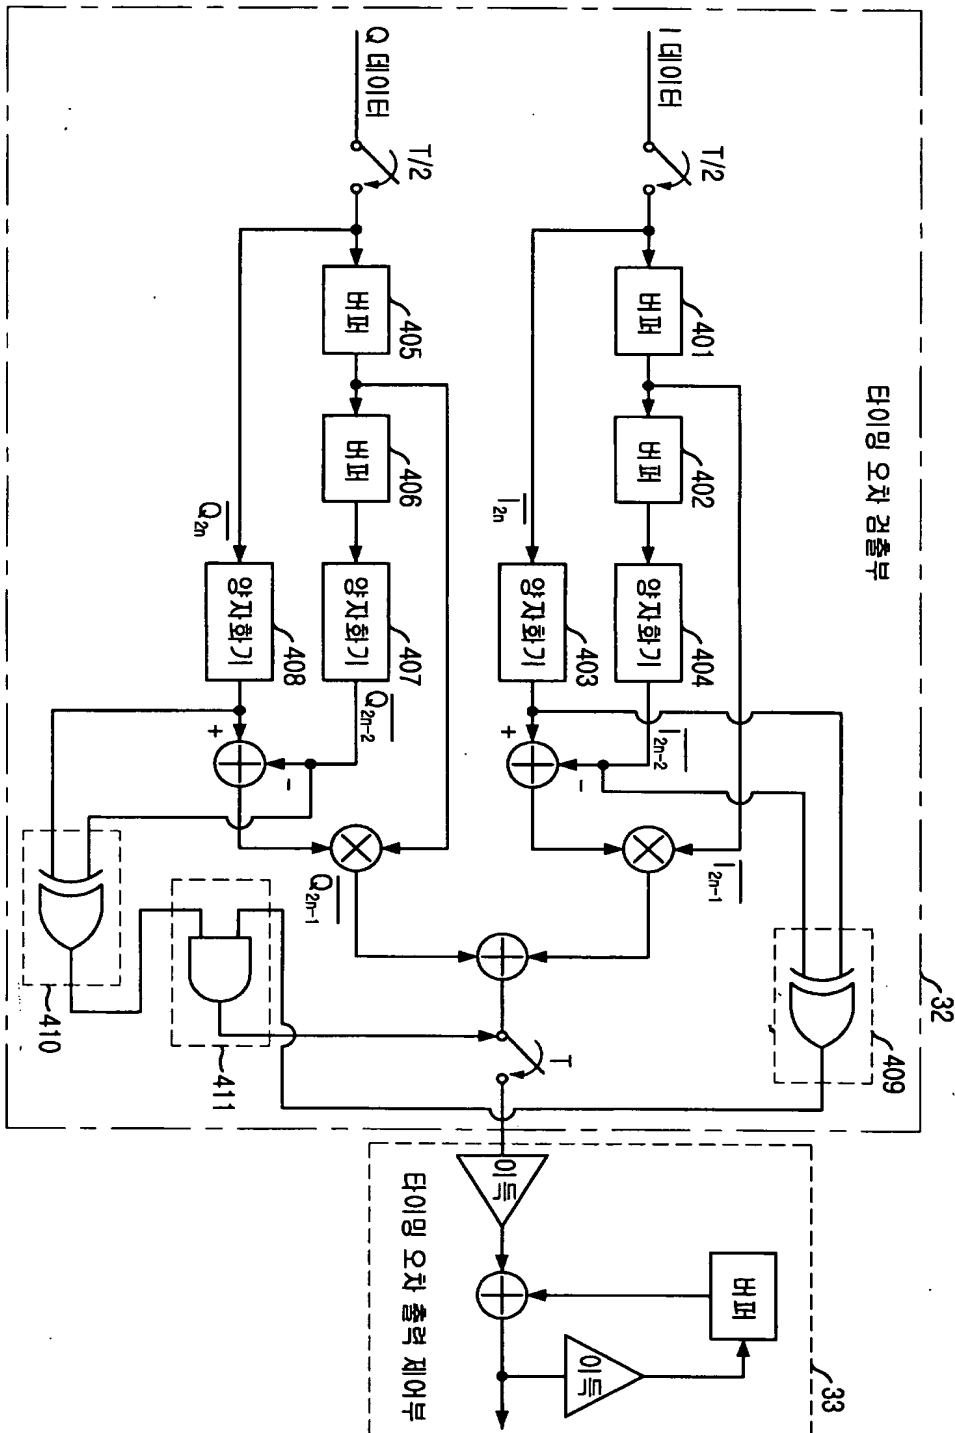 타이밍 오차 검출부
32
I 데이터
T/2
버퍼
401
버퍼
402
양자화기
404
I2n-2
I2n-1
I2n
양자화기
403
+
-
409
Q 데이터
T/2
버퍼
405
버퍼
406
양자화기
407
Q2n-2
Q2n-1
Q2n
양자화기
408
+
-
410
411
T
이득
버퍼
이득
33
타이밍 오차 출력 제어부